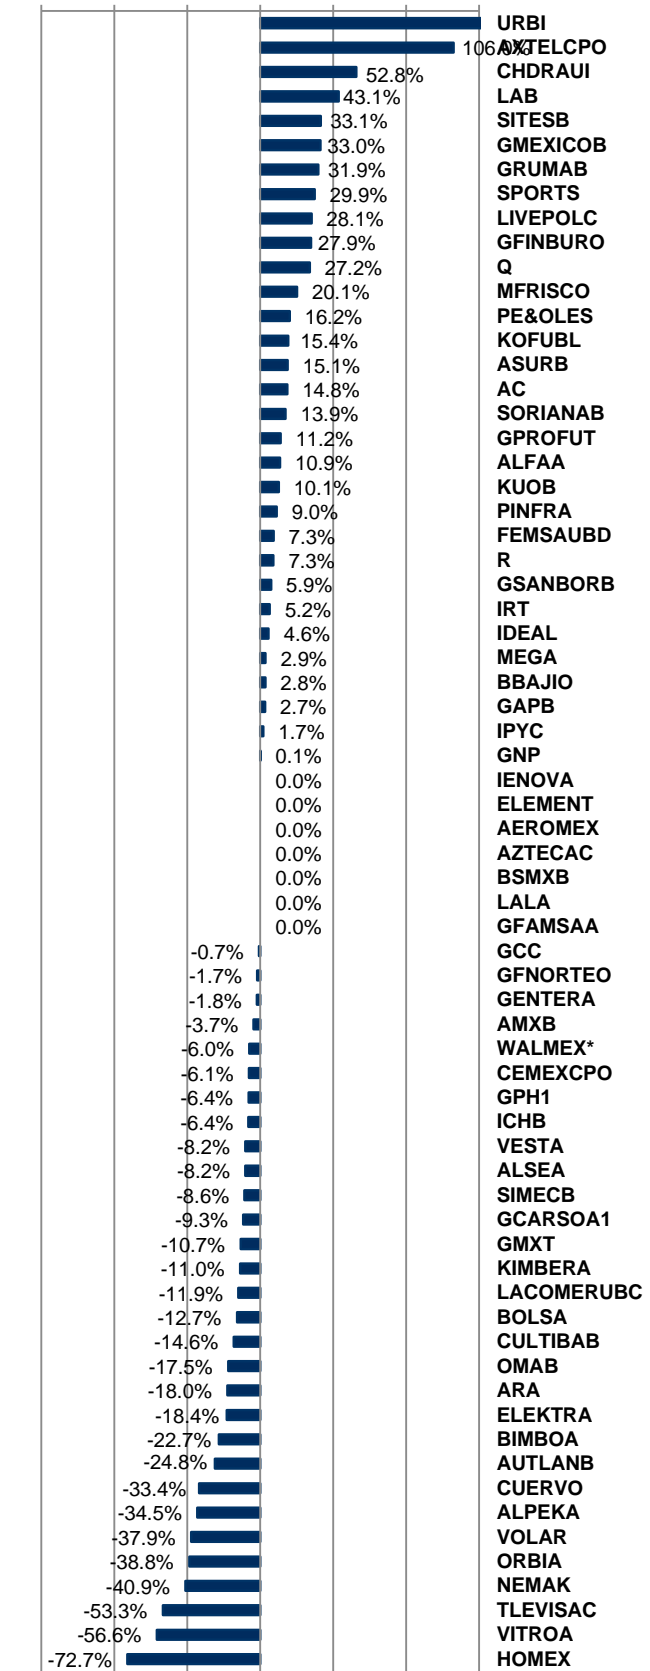 URBI
106.0% AXTELCPO
52.8% CHDRAUI
43.1% LAB
33.1% SITESB
33.0% GMEXICOB
31.9% GRUMAB
29.9% SPORTS
28.1% LIVEPOLC
27.9% GFINBURO
27.2% Q
20.1% MFRISCO
16.2% PE&OLES
15.4% KOFUBL
15.1% ASURB
14.8% AC
13.9% SORIANAB
11.2% GPROFUT
10.9% ALFAA
10.1% KUOB
9.0% PINFRA
7.3% FEMSAUBD
7.3% R
5.9% GSANBORB
5.2% IRT
4.6% IDEAL
2.9% MEGA
2.8% BBAJIO
2.7% GAPB
1.7% IPYC
0.1% GNP
0.0% IENOVA
0.0% ELEMENT
0.0% AEROMEX
0.0% AZTECAC
0.0% BSMXB
0.0% LALA
0.0% GFAMSAA
-0.7% GCC
-1.7% GFNORTEO
-1.8% GENTERA
-3.7% AMXB
-6.0% WALMEX*
-6.1% CEMEXCPO
-6.4% GPH1
-6.4% ICHB
-8.2% VESTA
-8.2% ALSEA
-8.6% SIMECB
-9.3% GCARSOA1
-10.7% GMXT
-11.0% KIMBERA
-11.9% LACOMERUBC
-12.7% BOLSA
-14.6% CULTIBAB
-17.5% OMAB
-18.0% ARA
-18.4% ELEKTRA
-22.7% BIMBOA
-24.8% AUTLANB
-33.4% CUERVO
-34.5% ALPEKA
-37.9% VOLAR
-38.8% ORBIA
-40.9% NEMAK
-53.3% TLEVISAC
-56.6% VITROA
-72.7% HOMEX